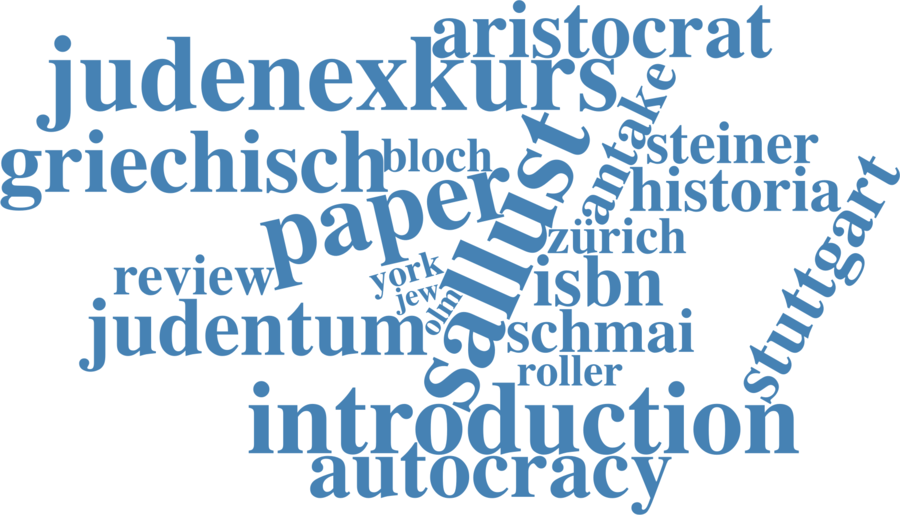 aristocrat
judenexkurs
antake
steiner
griechisch
bloch
historia
paper
sallust
stuttgart
zürich
review
york
isbn
jew
olm
judentum
schmai
roller
introduction
autocracy